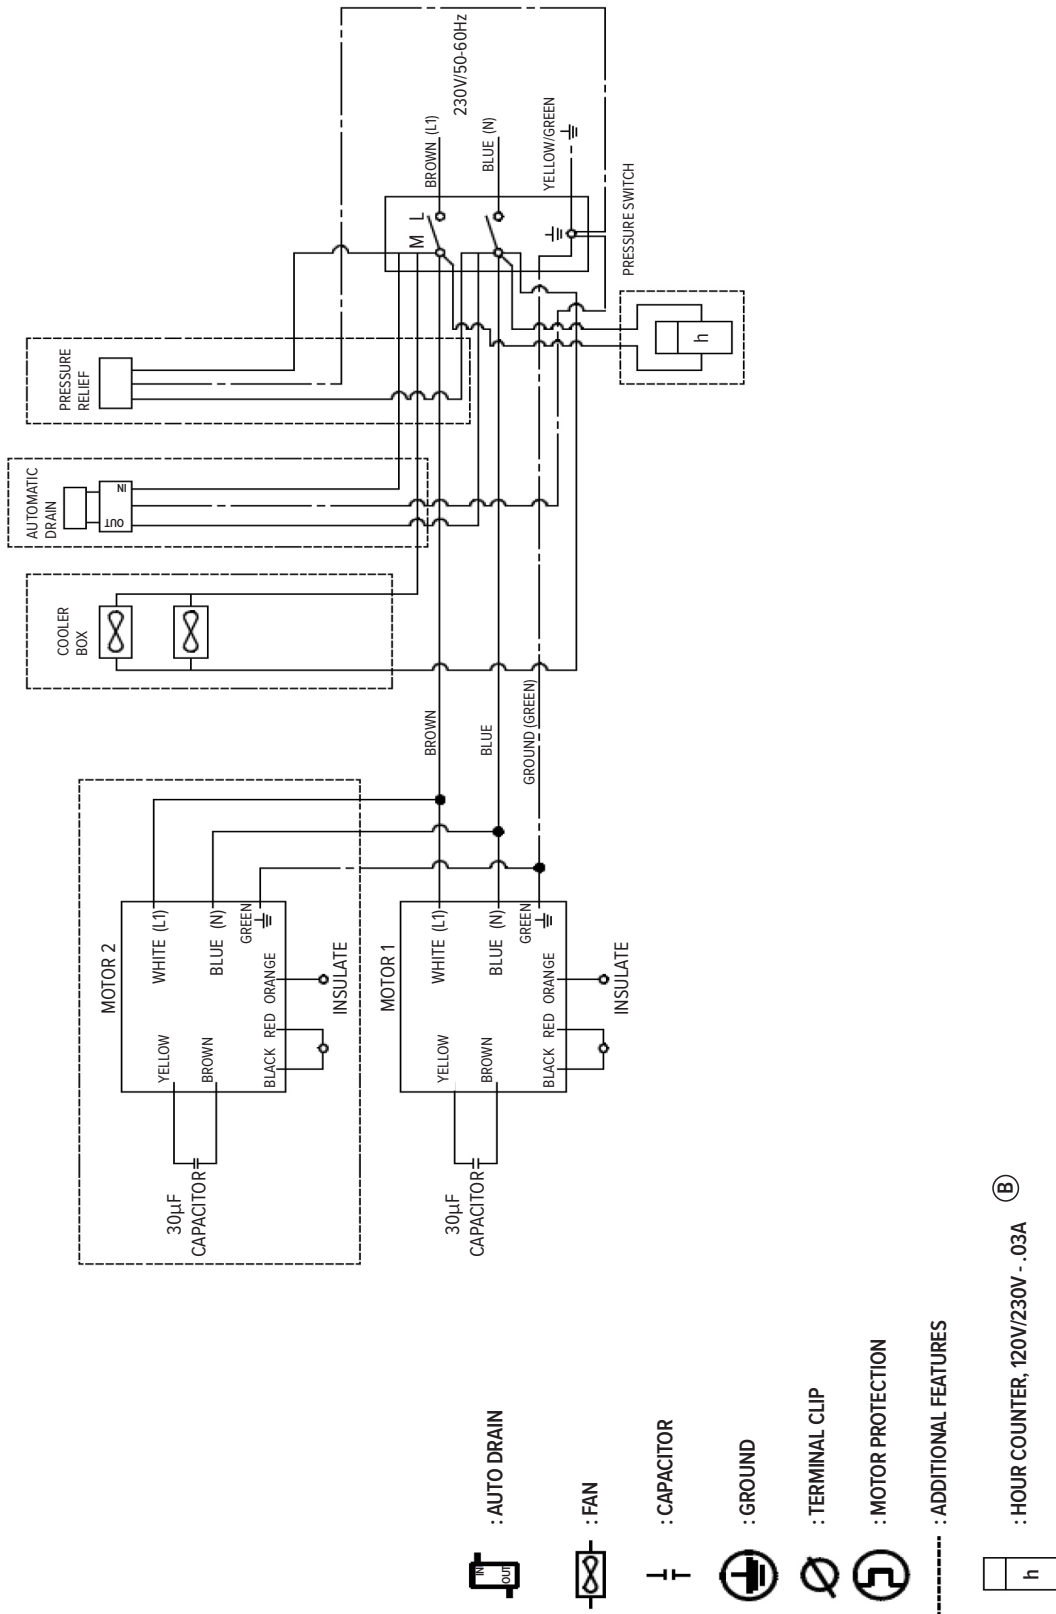 230V/50-60Hz
BROWN (L1)
BLUE (N)
YELLOW/GREEN
M L
PRESSURE SWITCH
h
PRESSURE
RELIEF
AUTOMATIC
DRAIN
IN
OUT
COOLER
BOX
BROWN
BLUE
GROUND (GREEN)
MOTOR 2
WHITE (L1)
BLUE (N)
GREEN
YELLOW
BROWN
BLACK
RED
ORANGE
INSULATE
30µF
CAPACITOR
MOTOR 1
WHITE (L1)
BLUE (N)
GREEN
YELLOW
BROWN
BLACK
RED
ORANGE
INSULATE
30µF
CAPACITOR
IN
OUT
: AUTO DRAIN
: FAN
: CAPACITOR
: GROUND
: TERMINAL CLIP
: MOTOR PROTECTION
: ADDITIONAL FEATURES
h
: HOUR COUNTER, 120V/230V - .03A
B